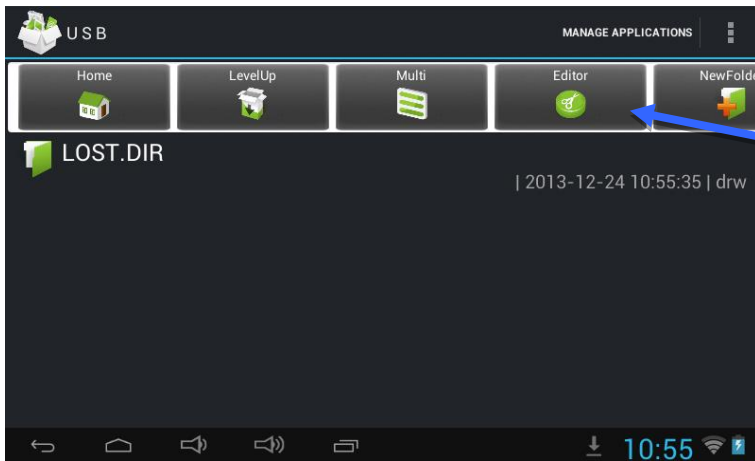 USB MANAGE APPLICATIONS
Home LevelUp Multi Editor NewFolde
LOST.DIR
| 2013-12-24 10:55:35 | drw
10:55